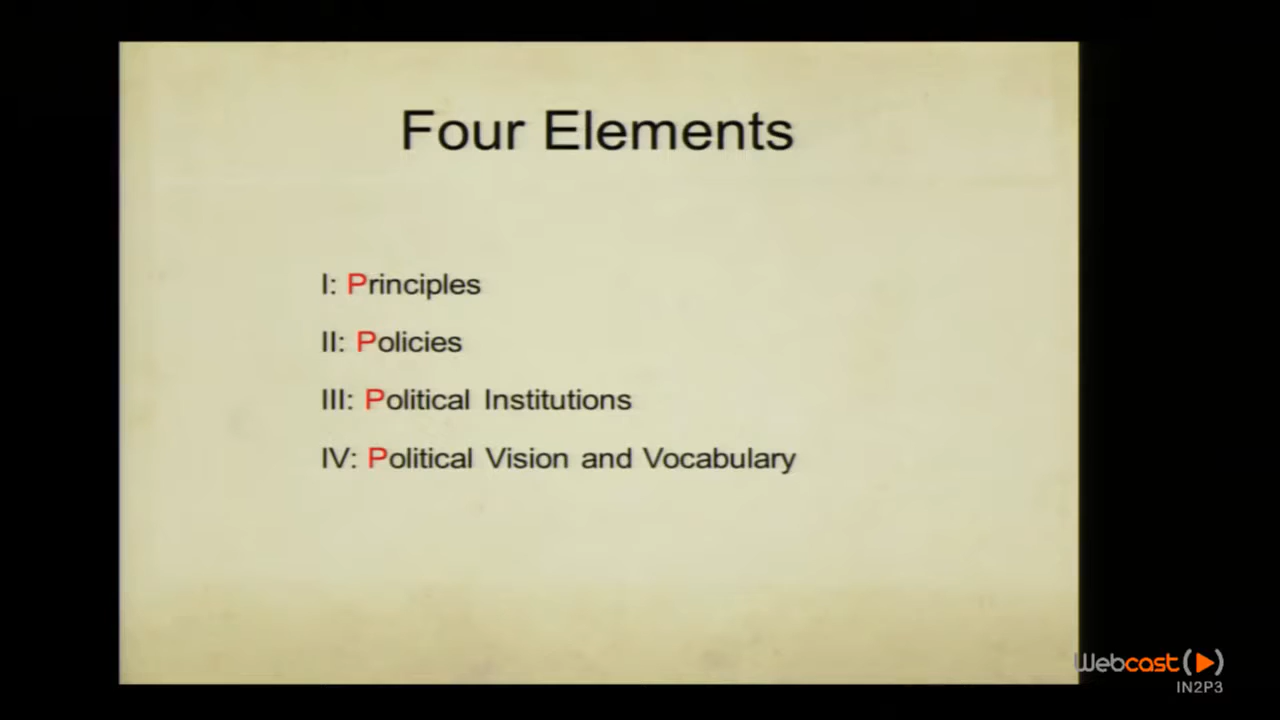 Four Elements
I: Principles
II: Policies
III: Political Institutions
IV: Political Vision and Vocabulary
Webcast
IN2P3